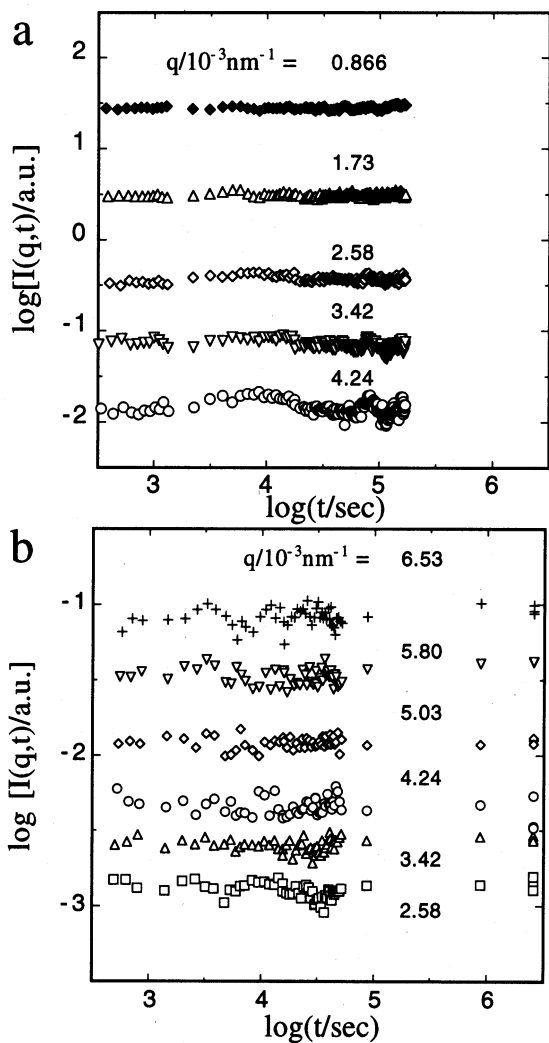 a
q/10⁻³nm⁻¹ = 0.866
1.73
2.58
3.42
4.24
2
1
0
-1
-2
log[I(q,t)/a.u.]
3 4 5 6
log(t/sec)
b
q/10⁻³nm⁻¹ = 6.53
5.80
5.03
4.24
3.42
2.58
-1
-2
-3
log [I(q,t)/a.u.]
3 4 5 6
log(t/sec)